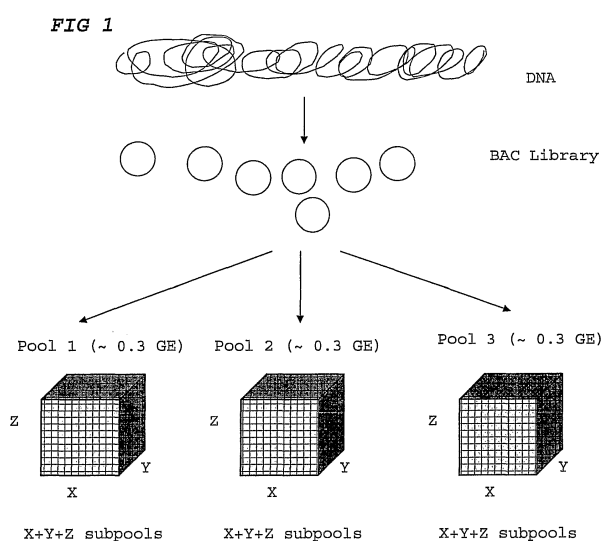 FIG 1
DNA
BAC Library
Pool 1 (~ 0.3 GE) Pool 2 (~ 0.3 GE) Pool 3 (~ 0.3 GE)
Z Z Z
Y Y Y
X X X
X+Y+Z subpools X+Y+Z subpools X+Y+Z subpools